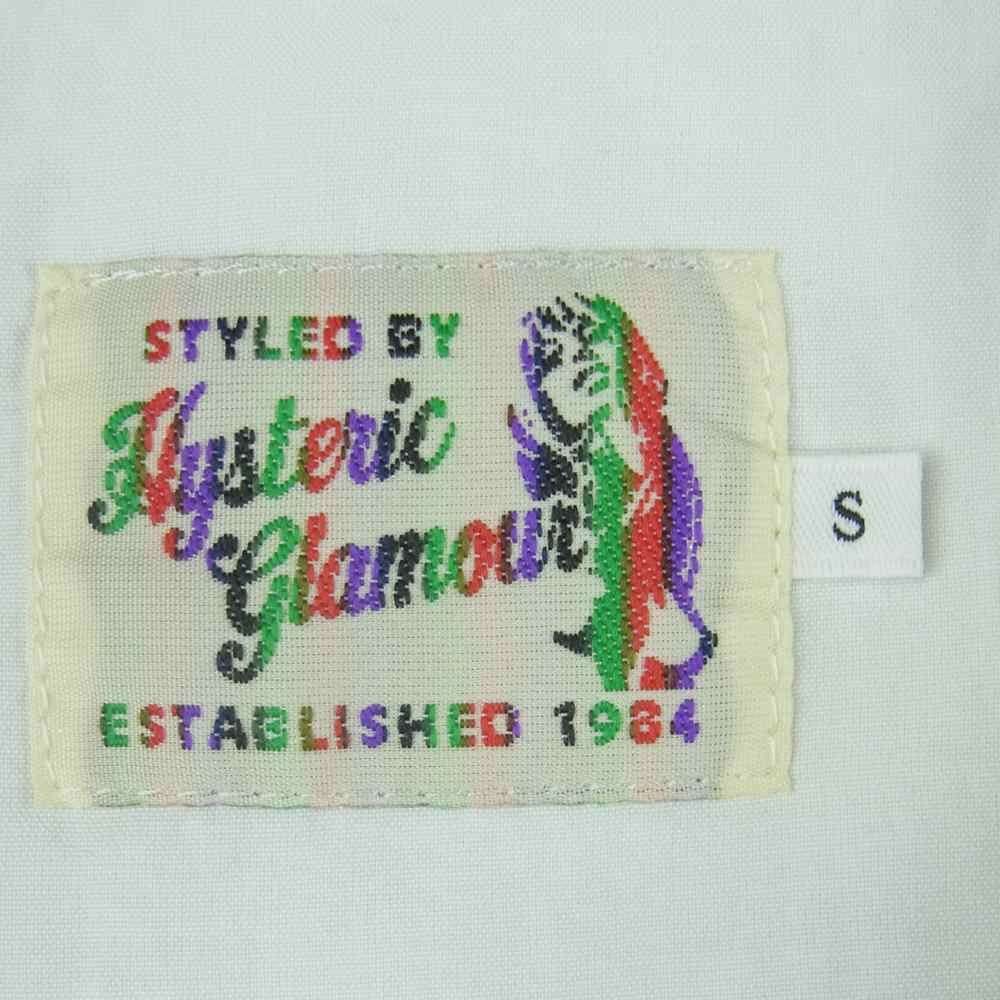 STYLED BY
Hysteric
Glamour
ESTABLISHED 1984
S